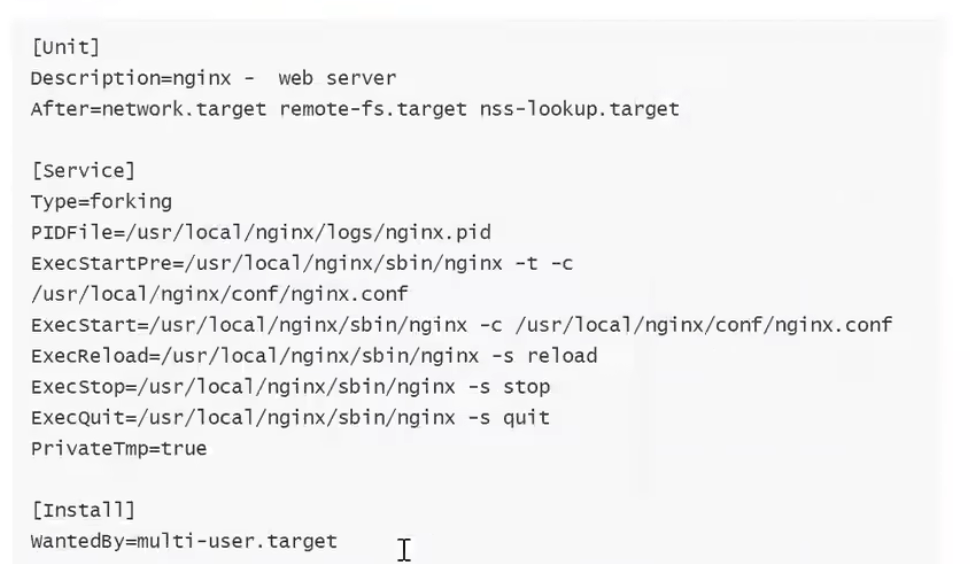 [Unit]
Description=nginx -  web server
After=network.target remote-fs.target nss-lookup.target
[Service]
Type=forking
PIDFile=/usr/local/nginx/logs/nginx.pid
ExecStartPre=/usr/local/nginx/sbin/nginx -t -c
/usr/local/nginx/conf/nginx.conf
ExecStart=/usr/local/nginx/sbin/nginx -c /usr/local/nginx/conf/nginx.conf
ExecReload=/usr/local/nginx/sbin/nginx -s reload
ExecStop=/usr/local/nginx/sbin/nginx -s stop
ExecQuit=/usr/local/nginx/sbin/nginx -s quit
PrivateTmp=true
[Install]
WantedBy=multi-user.target